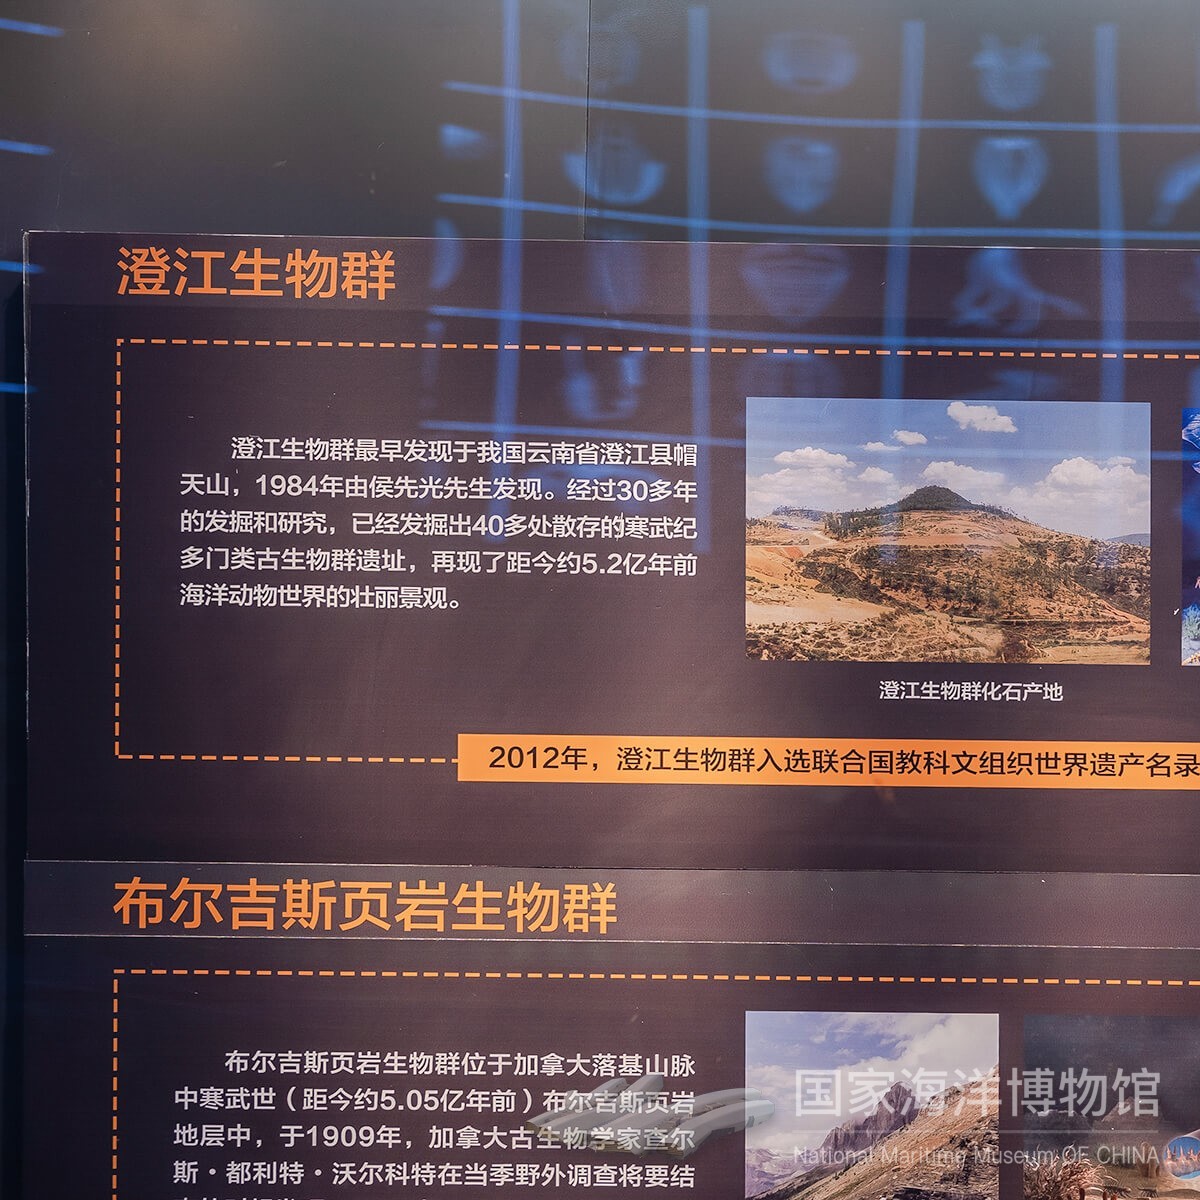 澄江生物群
澄江生物群最早发现于我国云南省澄江县帽
天山，1984年由侯先光先生发现。经过30多年
的发掘和研究，已经发掘出40多处散存的寒武纪
多门类古生物群遗址，再现了距今约5.2亿年前
海洋动物世界的壮丽景观。
澄江生物群化石产地
2012年，澄江生物群入选联合国教科文组织世界遗产名录
布尔吉斯页岩生物群
布尔吉斯页岩生物群位于加拿大落基山脉
中寒武世（距今约5.05亿年前）布尔吉斯页岩
地层中，于1909年，加拿大古生物学家查尔
斯·都利特·沃尔科特在当季野外调查将要结
国家海洋博物馆
National Maritime Museum OF CHINA